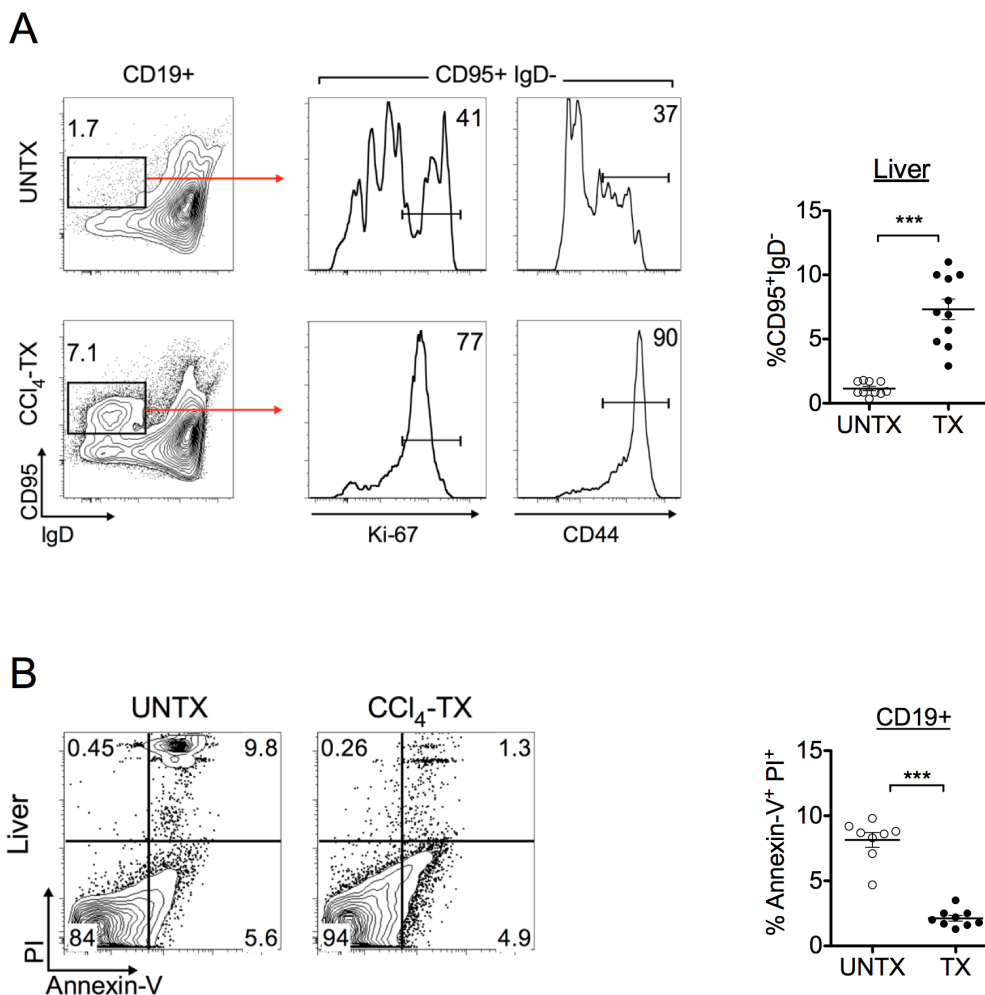 A
CD19+
CD95+ IgD-
UNTX
1.7
41
37
CCl4-TX
7.1
77
90
CD95
IgD
Ki-67
CD44
Liver
%CD95+IgD-
15
10
5
0
***
UNTX
TX
B
UNTX
CCl4-TX
Liver
0.45
9.8
0.26
1.3
84
5.6
94
4.9
PI
Annexin-V
CD19+
% Annexin-V+ PI+
15
10
5
0
***
UNTX
TX